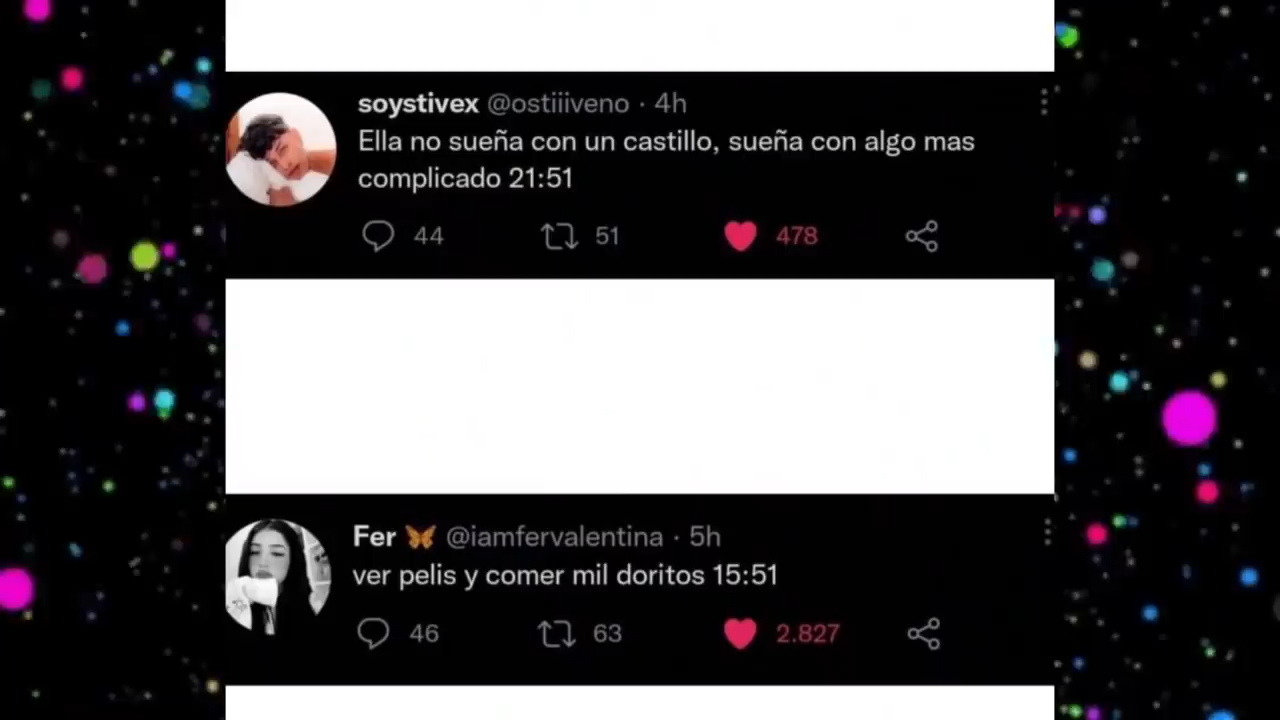 soystivex @ostiiiveno · 4h
Ella no sueña con un castillo, sueña con algo mas
complicado 21:51
44 51 478
Fer 🦋 @iamfervalentina · 5h
ver pelis y comer mil doritos 15:51
46 63 2.827